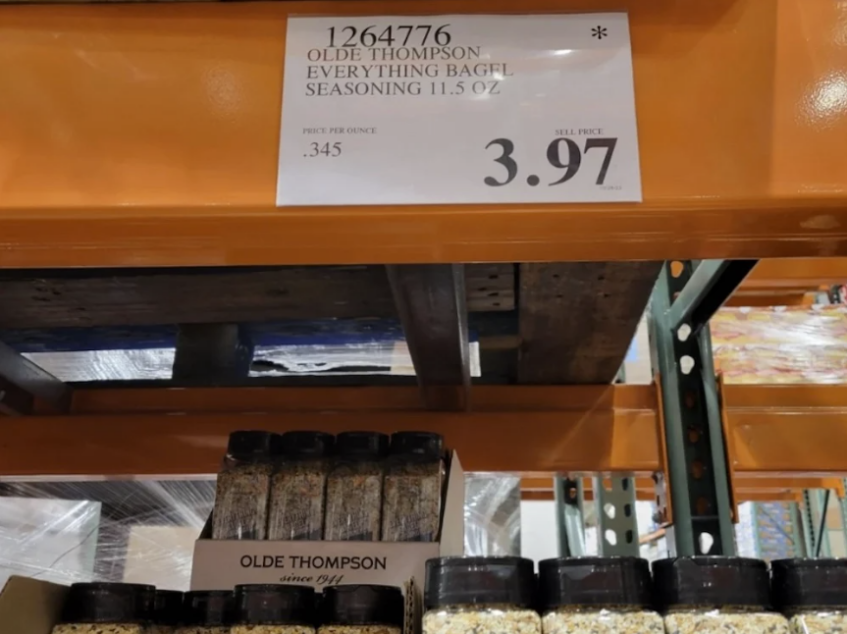 1264776 *
OLDE THOMPSON
EVERYTHING BAGEL
SEASONING 11.5 OZ
PRICE PER OUNCE
.345
SELL PRICE
3.97
OLDE THOMPSON
since 1944